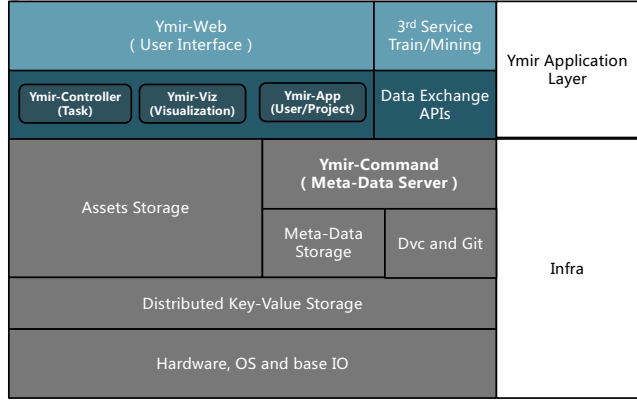 Ymir-Web
( User Interface )
3rd Service
Train/Mining
Ymir Application
Layer
Ymir-Controller
(Task)
Ymir-Viz
(Visualization)
Ymir-App
(User/Project)
Data Exchange
APIs
Assets Storage
Ymir-Command
( Meta-Data Server )
Meta-Data
Storage
Dvc and Git
Infra
Distributed Key-Value Storage
Hardware, OS and base IO